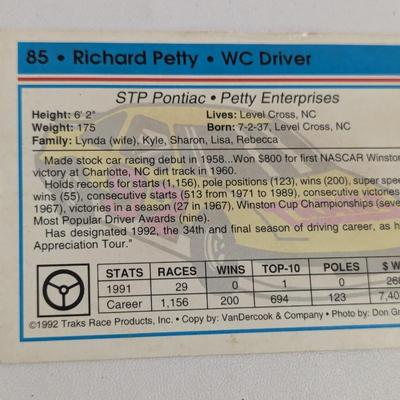 85 • Richard Petty • WC Driver
STP Pontiac • Petty Enterprises
Height: 6' 2" Lives: Level Cross, NC
Weight: 175 Born: 7-2-37, Level Cross, NC
Family: Lynda (wife), Kyle, Sharon, Lisa, Rebecca
Made stock car racing debut in 1958...Won $800 for first NASCAR Winston
victory at Charlotte, NC dirt track in 1960.
Holds records for starts (1,156), pole positions (123), wins (200), super spee
wins (55), consecutive starts (513 from 1971 to 1989), consecutive victories
1967), victories in a season (27 in 1967), Winston Cup Championships (seve
Most Popular Driver Awards (nine).
Has designated 1992, the 34th and final season of driving career, as h
Appreciation Tour."
STATS RACES WINS TOP-10 POLES $ W
1991 29 0 1 0 268
Career 1,156 200 694 123 7,40
©1992 Traks Race Products, Inc. • Copy by: VanDercook & Company • Photo by: Don Gr